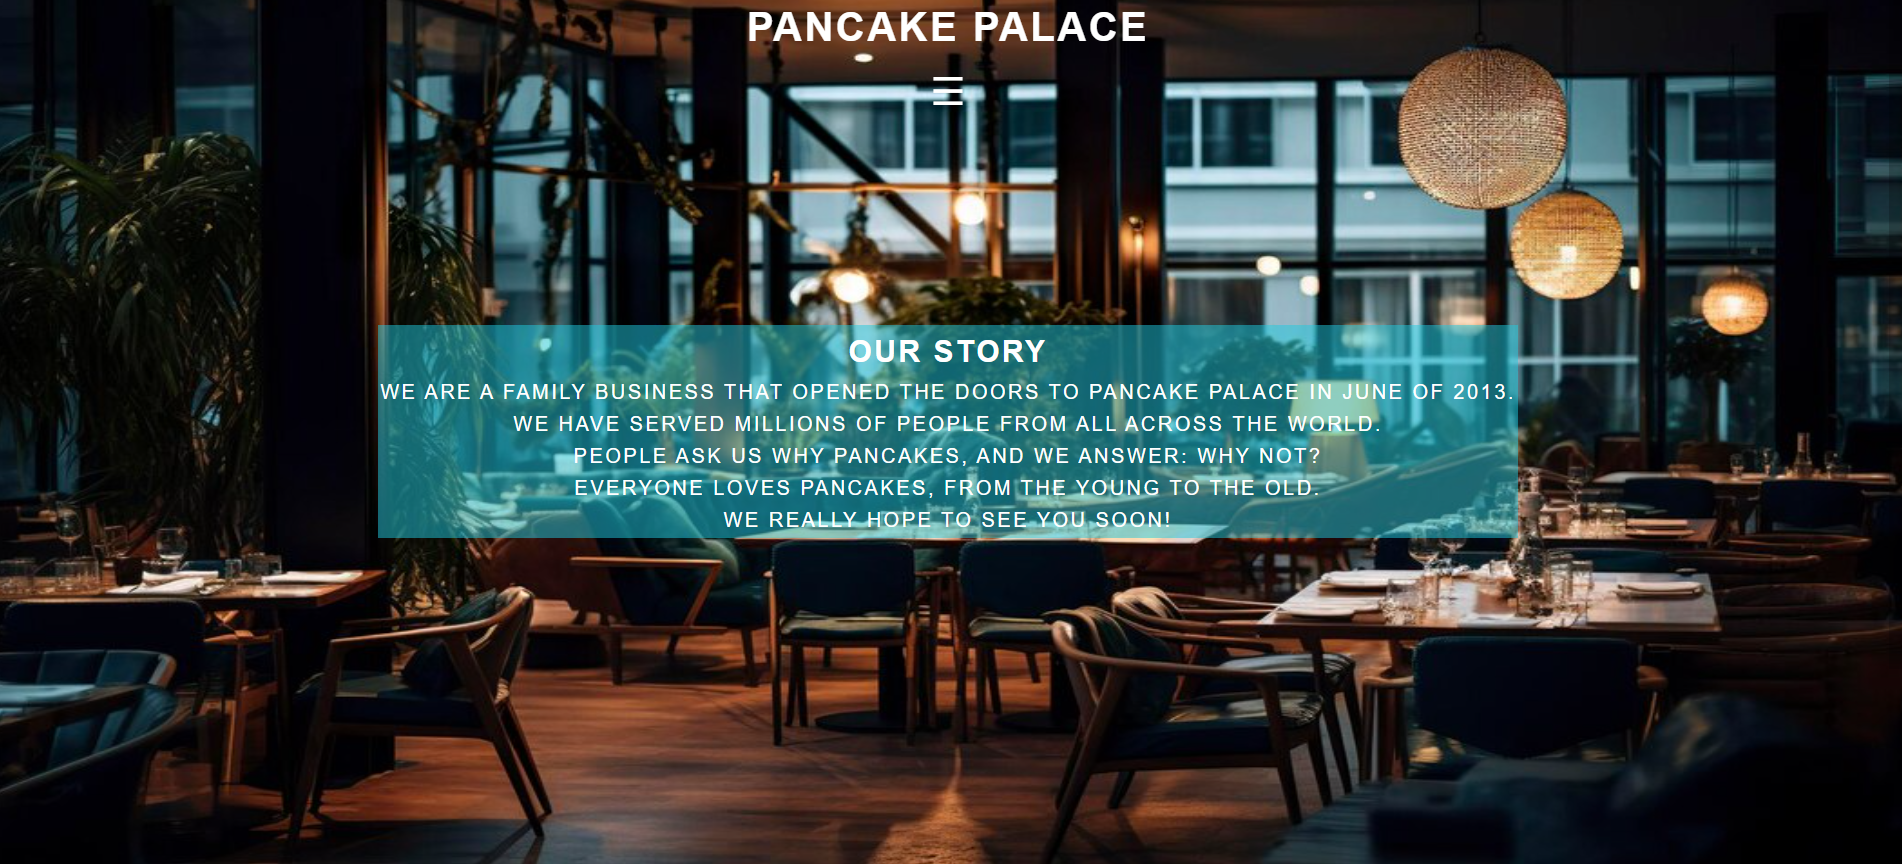 PANCAKE PALACE
OUR STORY
WE ARE A FAMILY BUSINESS THAT OPENED THE DOORS TO PANCAKE PALACE IN JUNE OF 2013.
WE HAVE SERVED MILLIONS OF PEOPLE FROM ALL ACROSS THE WORLD.
PEOPLE ASK US WHY PANCAKES, AND WE ANSWER: WHY NOT?
EVERYONE LOVES PANCAKES, FROM THE YOUNG TO THE OLD.
WE REALLY HOPE TO SEE YOU SOON!